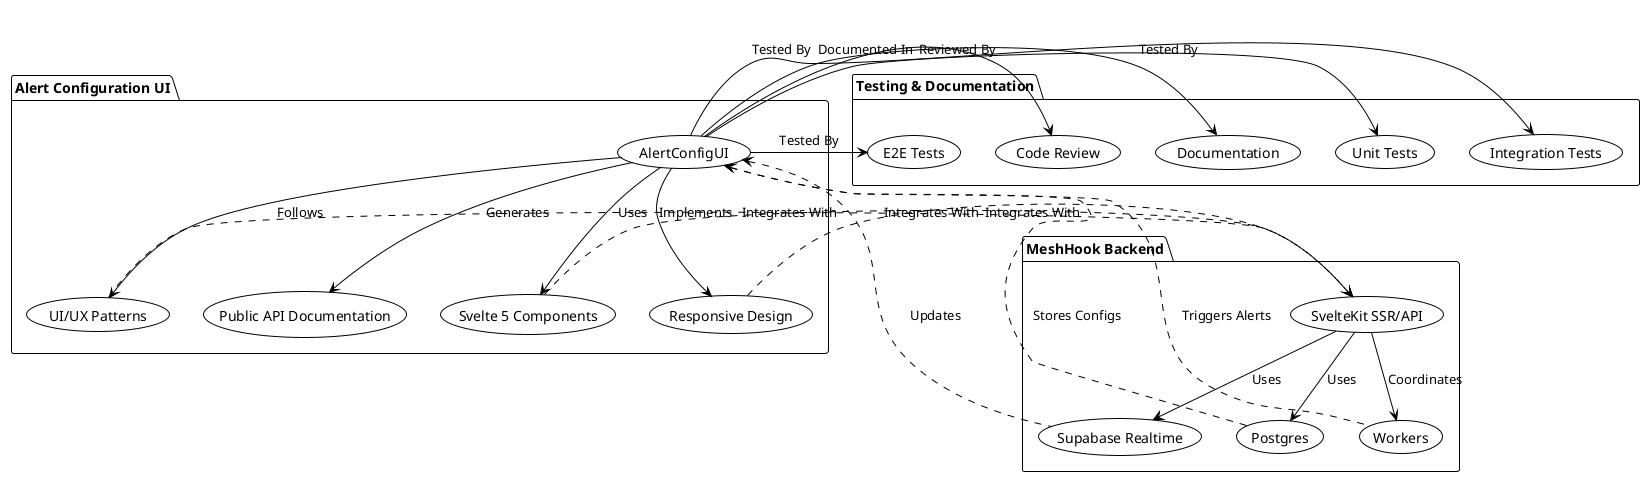 Tested By
Documented In
Reviewed By
Tested By
Alert Configuration UI
Testing & Documentation
AlertConfigUI
Tested By
E2E Tests
Code Review
Documentation
Unit Tests
Integration Tests
Follows
Generates
Uses
Implements
Integrates With
Integrates With
Integrates With
MeshHook Backend
UI/UX Patterns
Public API Documentation
Svelte 5 Components
Responsive Design
Updates
Stores Configs
Triggers Alerts
SvelteKit SSR/API
Uses
Uses
Coordinates
Supabase Realtime
Postgres
Workers